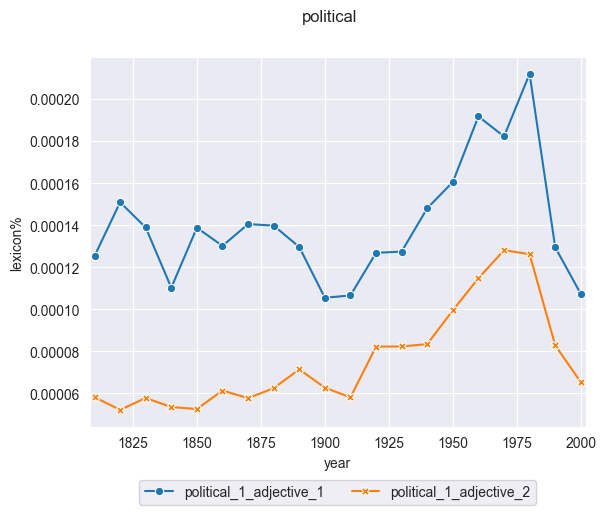 political
0.00020
0.00018
0.00016
0.00014
0.00012
0.00010
0.00008
0.00006
lexicon%
1825 1850 1875 1900 1925 1950 1975 2000
year
political_1_adjective_1 political_1_adjective_2